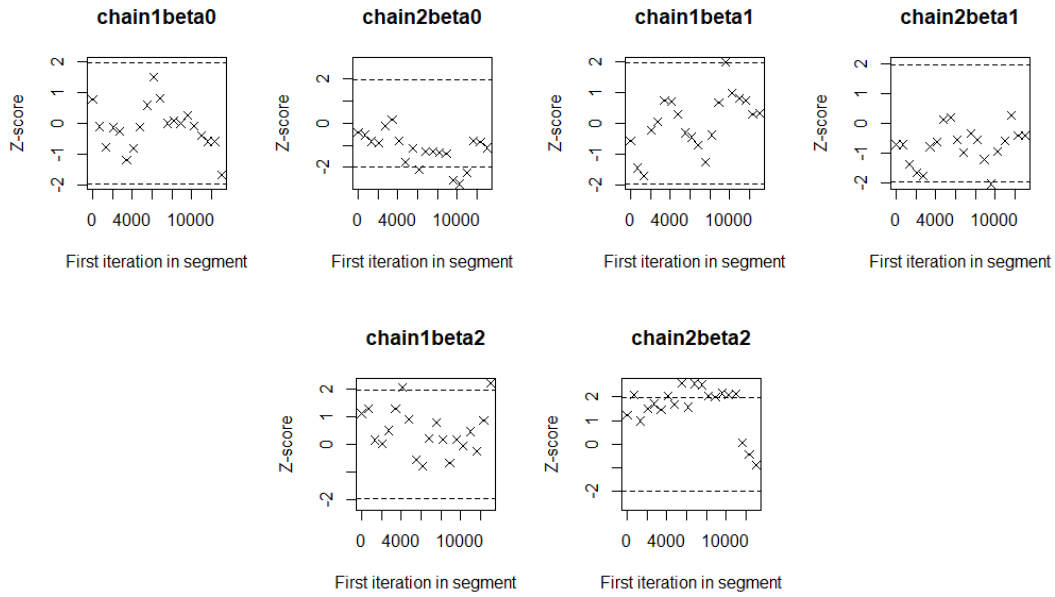 chain1beta0 chain2beta0 chain1beta1 chain2beta1
Z-score
2
1
0
-1
-2
0 4000 10000
First iteration in segment
Z-score
2
0
-2
0 4000 10000
First iteration in segment
Z-score
2
1
0
-1
-2
0 4000 10000
First iteration in segment
Z-score
2
1
0
-1
-2
0 4000 10000
First iteration in segment
chain1beta2 chain2beta2
Z-score
2
0
-2
0 4000 10000
First iteration in segment
Z-score
2
0
-2
0 4000 10000
First iteration in segment